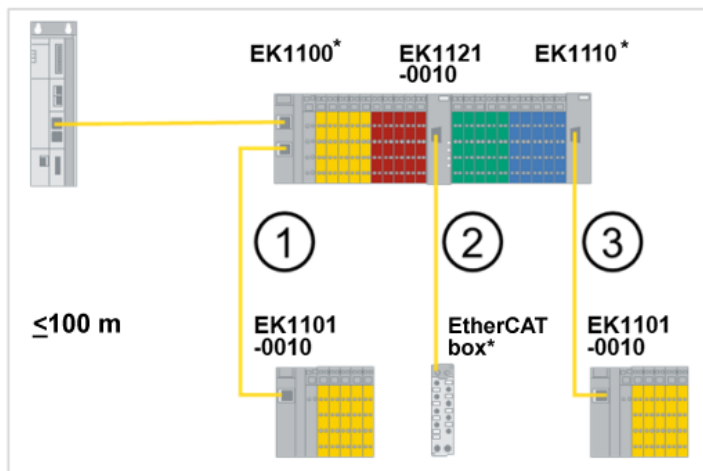 EK1100*
EK1121
-0010
EK1110*
1
2
3
≤100 m
EK1101
-0010
EtherCAT
box*
EK1101
-0010